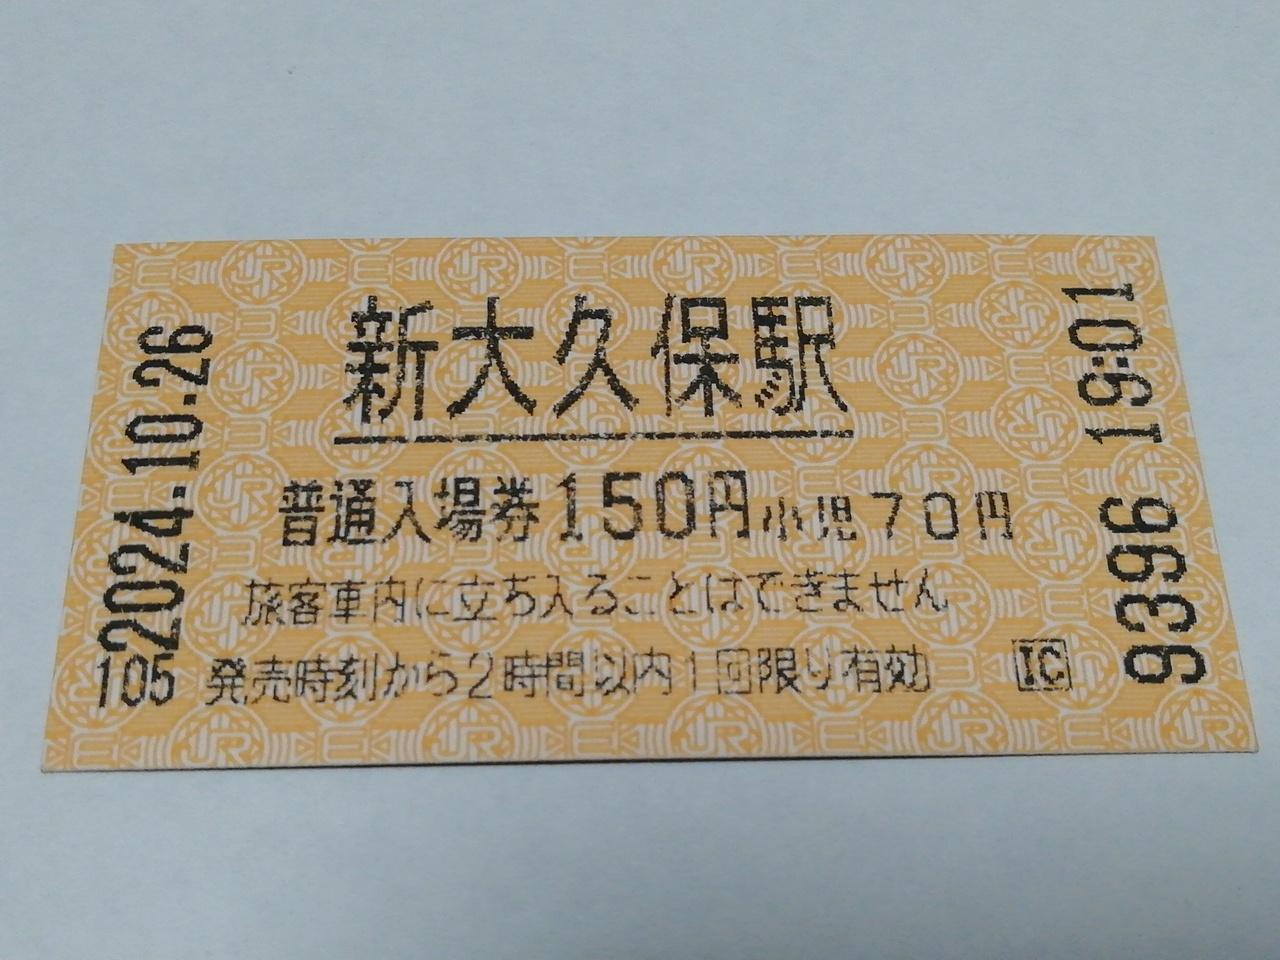 新大久保駅
普通入場券150円小児70円
旅客車内に立ち入ることはできません
発売時刻から2時間以内1回限り有効 IC
2024.10.26
105
9396 19:01